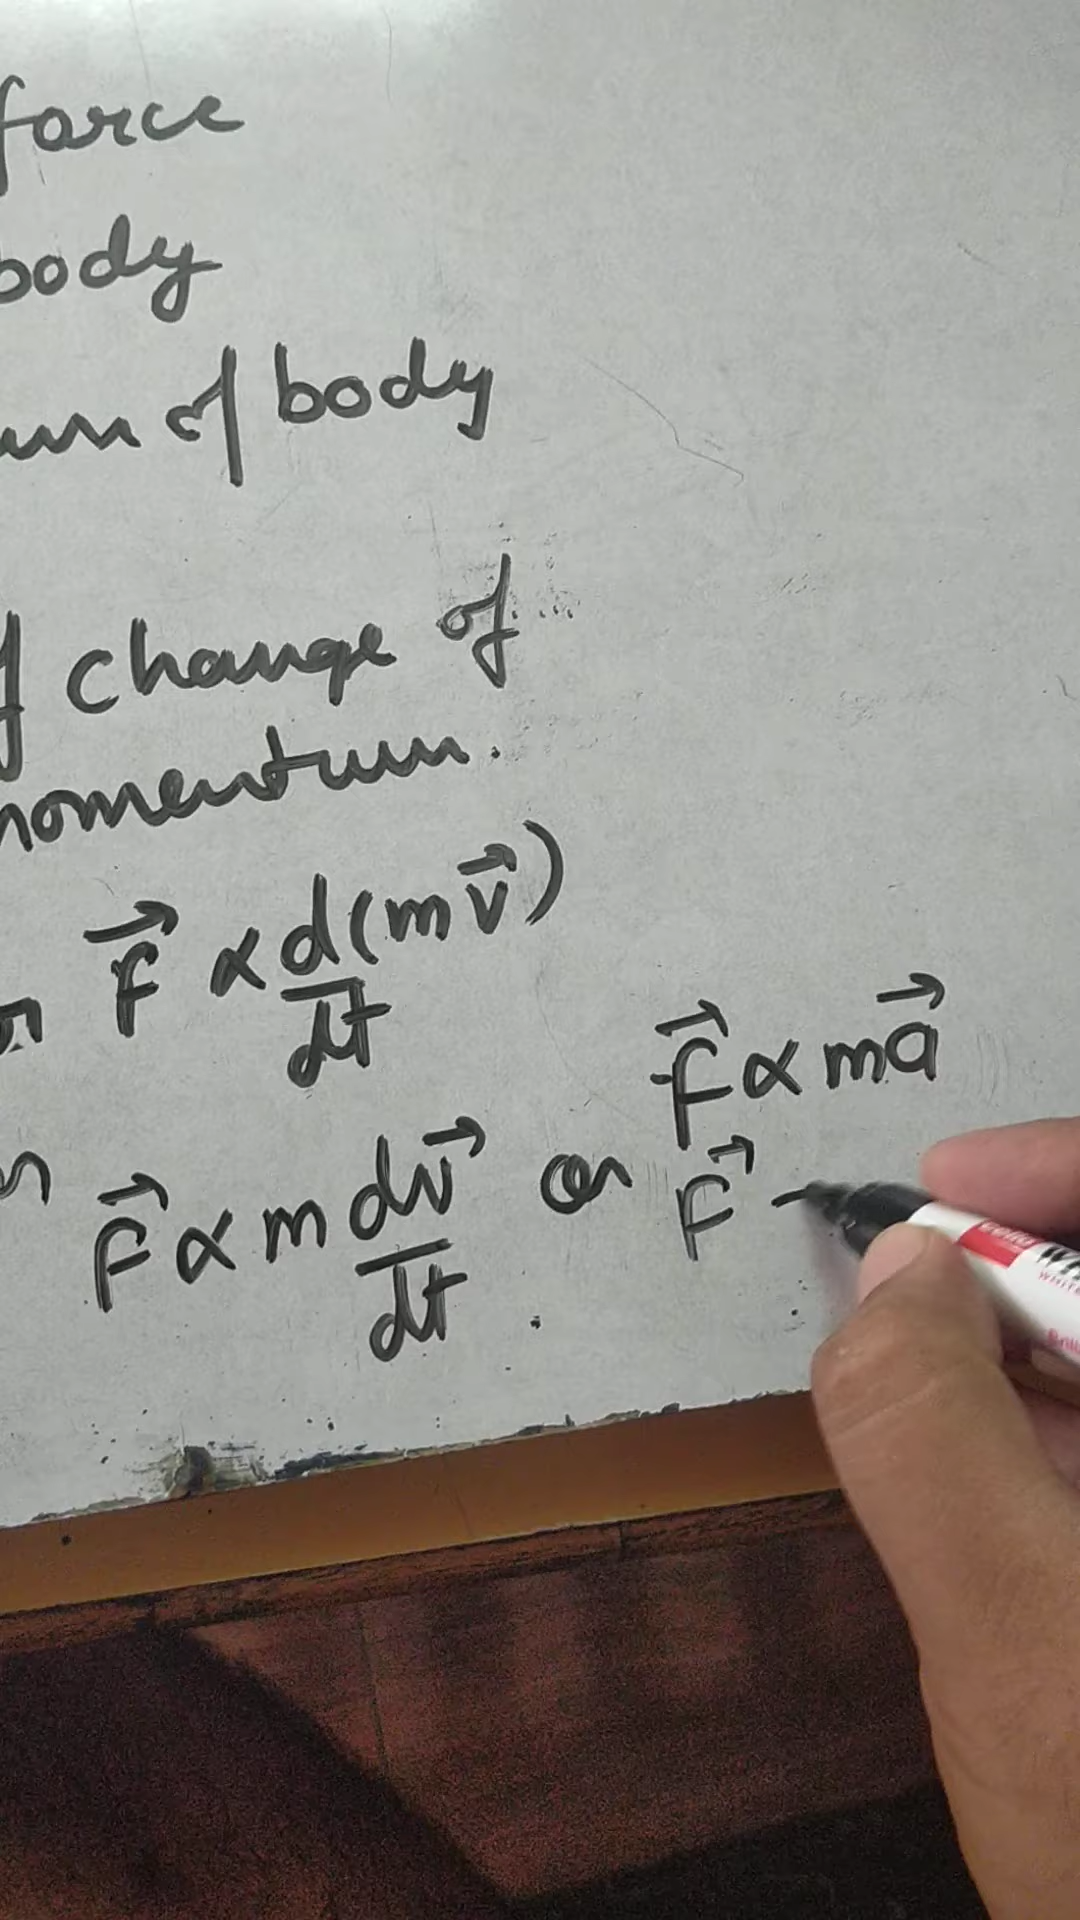 force
body
of body
change of
momentum.
F⃗ ∝ d(mv⃗)/dt
F⃗ ∝ m dv⃗/dt or F⃗ ∝ ma⃗
F⃗ -